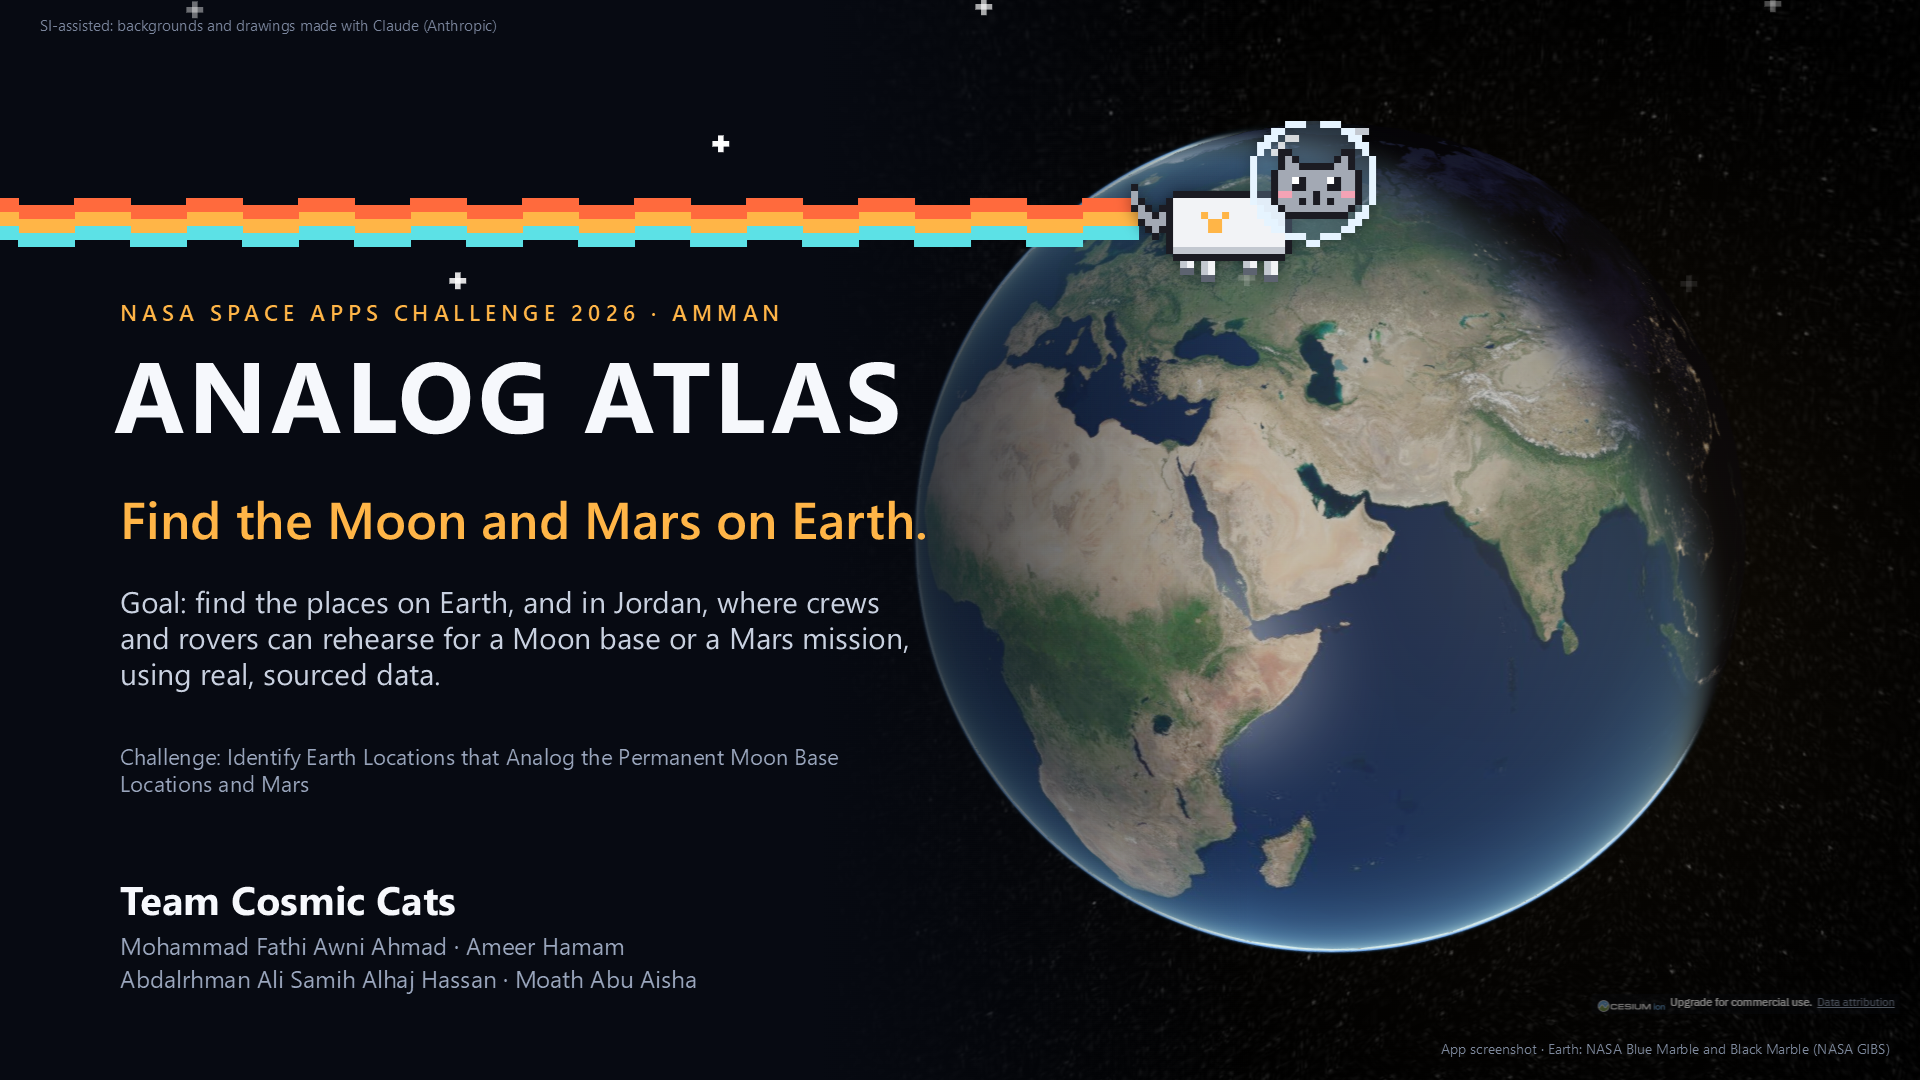 SI-assisted: backgrounds and drawings made with Claude (Anthropic)
NASA SPACE APPS CHALLENGE 2026 · AMMAN
ANALOG ATLAS
Find the Moon and Mars on Earth.
Goal: find the places on Earth, and in Jordan, where crews
and rovers can rehearse for a Moon base or a Mars mission,
using real, sourced data.
Challenge: Identify Earth Locations that Analog the Permanent Moon Base
Locations and Mars
Team Cosmic Cats
Mohammad Fathi Awni Ahmad · Ameer Hamam
Abdalrhman Ali Samih Alhaj Hassan · Moath Abu Aisha
CESIUM ion Upgrade for commercial use. Data attribution
App screenshot · Earth: NASA Blue Marble and Black Marble (NASA GIBS)